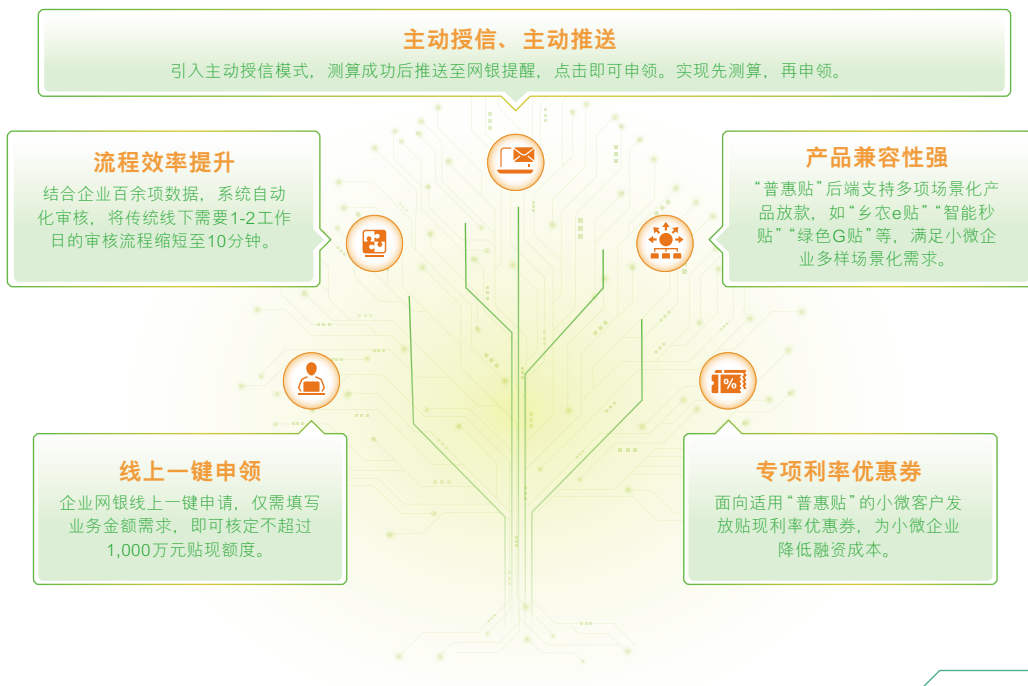 主动授信、主动推送
引入主动授信模式，测算成功后推送至网银提醒，点击即可申领。实现先测算，再申领。
流程效率提升
结合企业百余项数据，系统自动
化审核，将传统线下需要1-2工作
日的审核流程缩短至10分钟。
产品兼容性强
“普惠贴”后端支持多项场景化产
品放款，如“乡农e贴”“智能秒
贴”“绿色G贴”等，满足小微企
业多样场景化需求。
线上一键申领
企业网银线上一键申请，仅需填写
业务金额需求，即可核定不超过
1,000万元贴现额度。
专项利率优惠券
面向适用“普惠贴”的小微客户发
放贴现利率优惠券，为小微企业
降低融资成本。
%